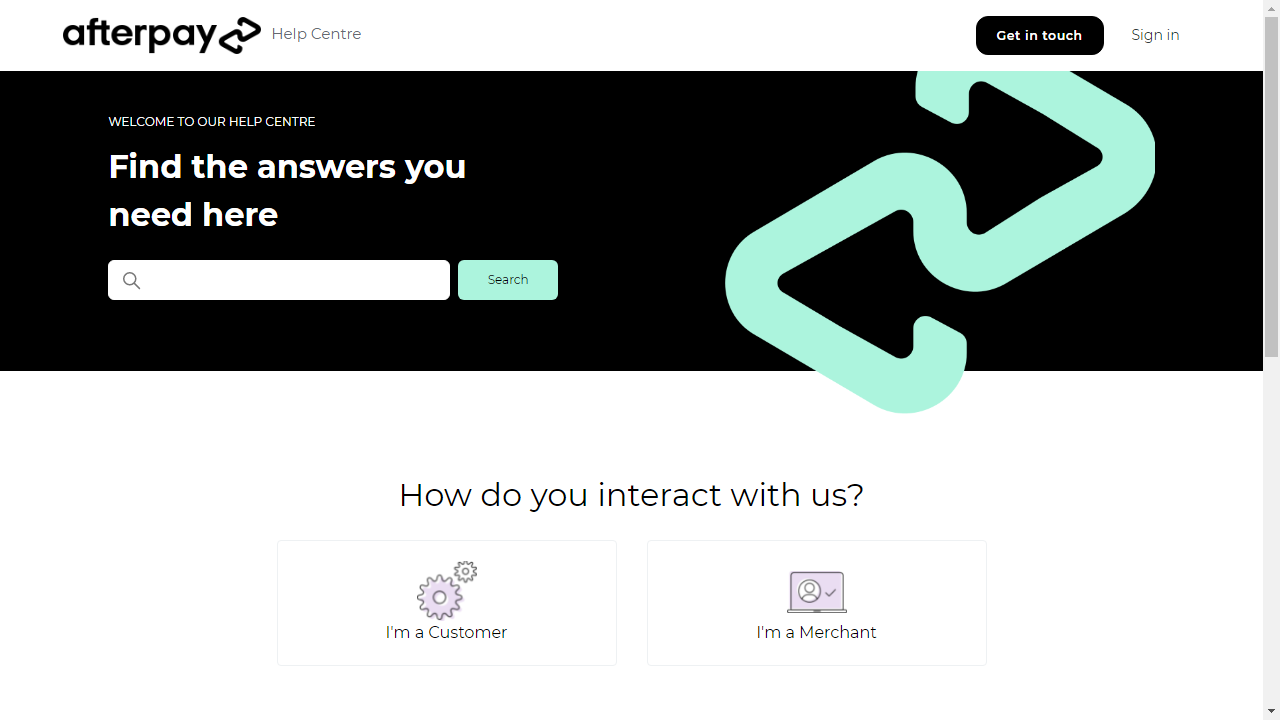 afterpay Help Centre
Get in touch
Sign in
WELCOME TO OUR HELP CENTRE
Find the answers you
need here
Search
How do you interact with us?
I'm a Customer
I'm a Merchant